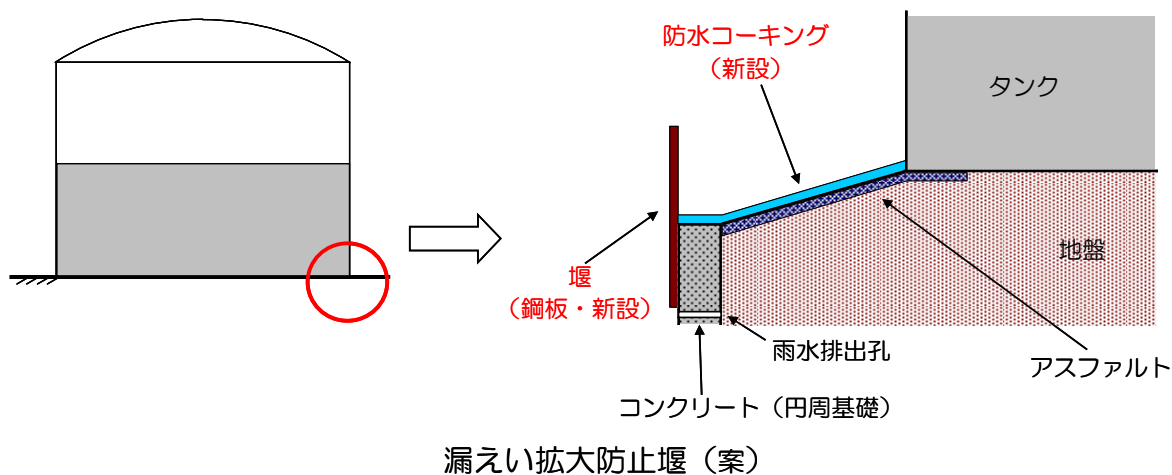 防水コーキング
(新設)
タンク
地盤
堰
(鋼板・新設)
雨水排出孔
アスファルト
コンクリート(円周基礎)
漏えい拡大防止堰(案)